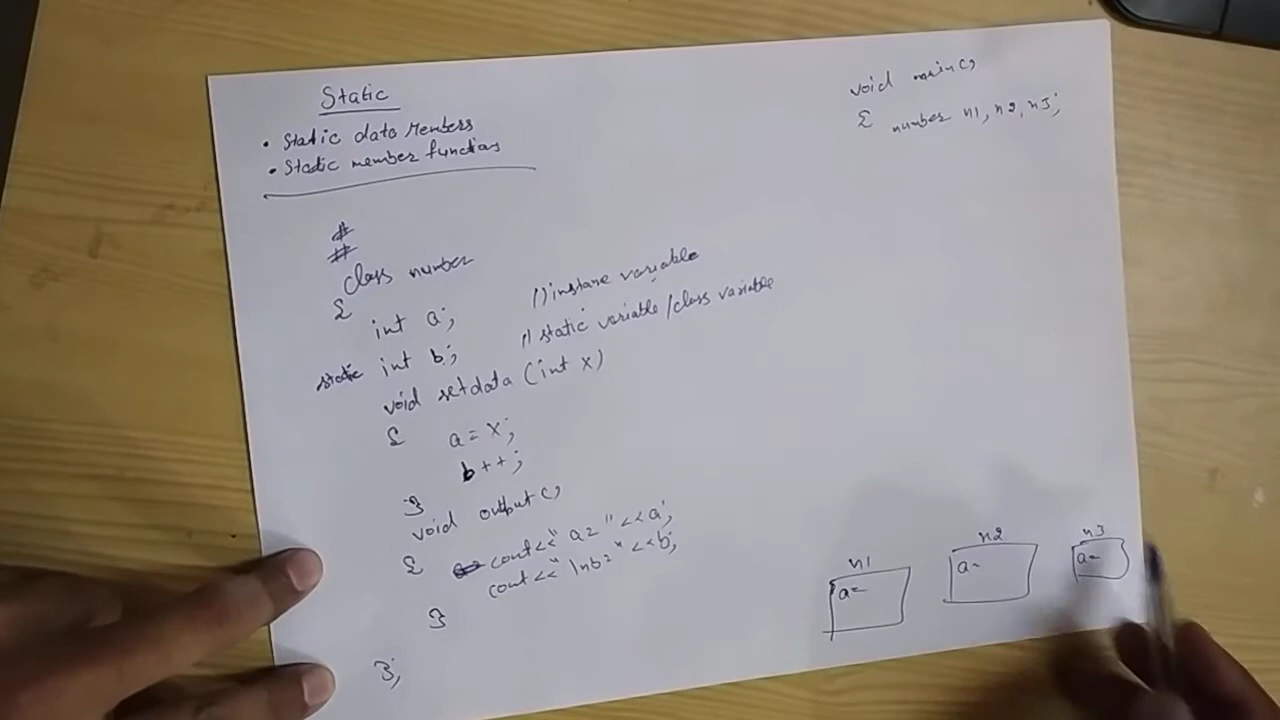 Static
• Static data Members
• Static member functions
#
#
class number
{
int a; // instane variable
static int b; // static variable / class variable
void setdata (int x)
{ a = x;
b++;
}
void output()
{ cout<<"a="<<a;
cout<<"\nb="<<b;
}
};
void main()
{ number n1, n2, n3;
n1
a=
n2
a=
n3
a=